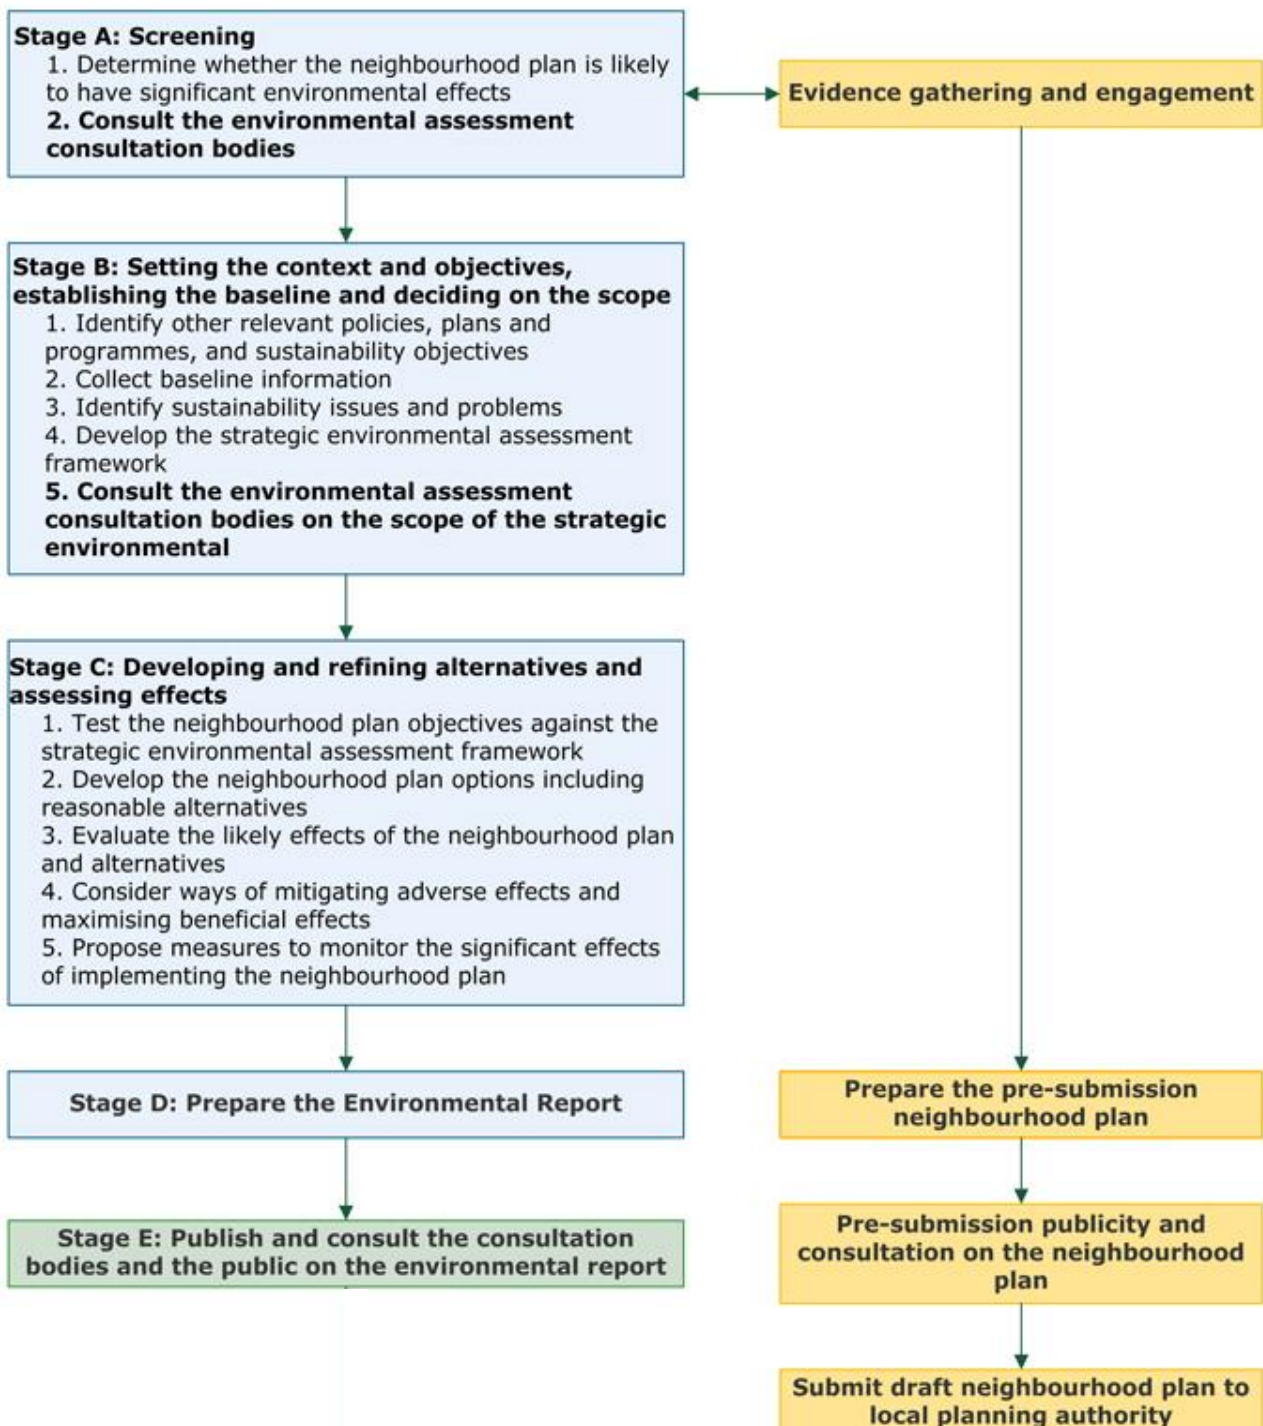 Stage A: Screening
1. Determine whether the neighbourhood plan is likely
to have significant environmental effects
2. Consult the environmental assessment
consultation bodies
Evidence gathering and engagement
Stage B: Setting the context and objectives,
establishing the baseline and deciding on the scope
1. Identify other relevant policies, plans and
programmes, and sustainability objectives
2. Collect baseline information
3. Identify sustainability issues and problems
4. Develop the strategic environmental assessment
framework
5. Consult the environmental assessment
consultation bodies on the scope of the strategic
environmental
Stage C: Developing and refining alternatives and
assessing effects
1. Test the neighbourhood plan objectives against the
strategic environmental assessment framework
2. Develop the neighbourhood plan options including
reasonable alternatives
3. Evaluate the likely effects of the neighbourhood plan
and alternatives
4. Consider ways of mitigating adverse effects and
maximising beneficial effects
5. Propose measures to monitor the significant effects
of implementing the neighbourhood plan
Stage D: Prepare the Environmental Report
Prepare the pre-submission
neighbourhood plan
Stage E: Publish and consult the consultation
bodies and the public on the environmental report
Pre-submission publicity and
consultation on the neighbourhood
plan
Submit draft neighbourhood plan to
local planning authority